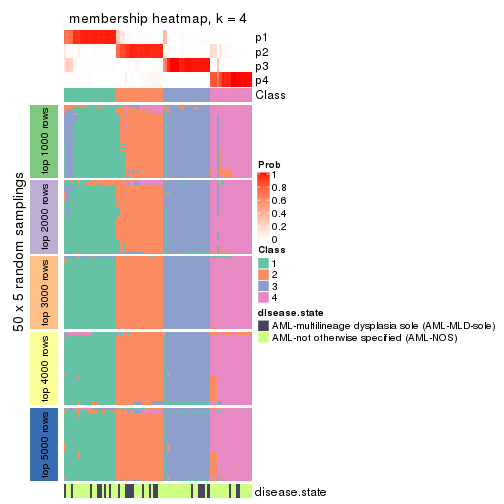 membership heatmap, k = 4
p1
p2
p3
p4
Class
50 x 5 random samplings
top 1000 rows
top 2000 rows
top 3000 rows
top 4000 rows
top 5000 rows
Prob
1
0.8
0.6
0.4
0.2
0
Class
1
2
3
4
disease.state
AML-multilineage dysplasia sole (AML-MLD-sole)
AML-not otherwise specified (AML-NOS)
disease.state